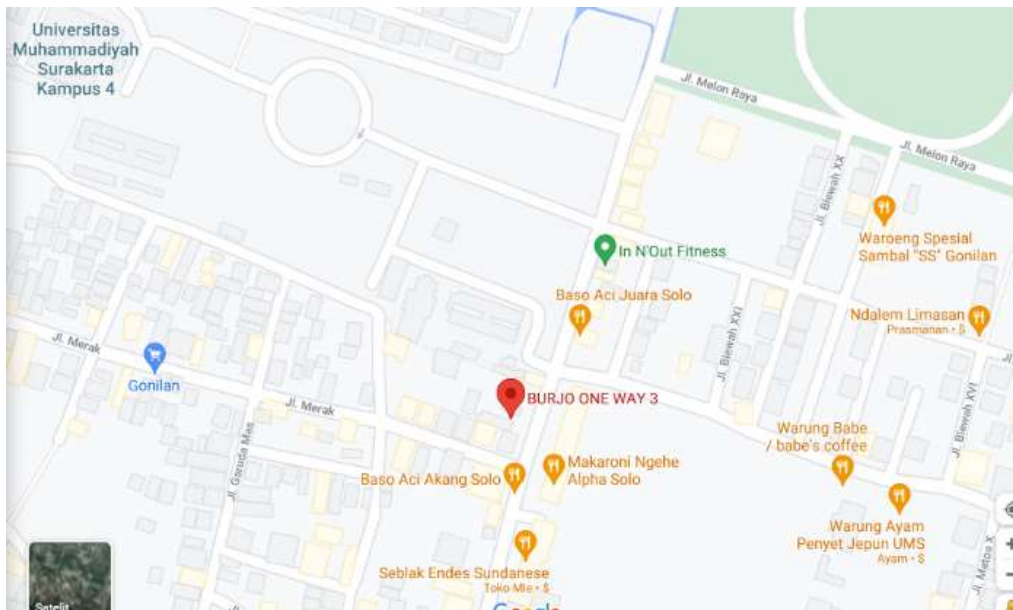 Universitas
Muhammadiyah
Surakarta
Kampus 4
Jl. Melon Raya
Jl. Melon Raya
Jl. Blewah XX
Waroeng Spesial
Sambal "SS" Gonilan
In N'Out Fitness
Baso Aci Juara Solo
Ndalem Limasan
Prasmanan • $
Jl. Blewah XXI
Jl. Merak
Gonilan
Jl. Merak
BURJO ONE WAY 3
Jl. Blewah XVI
Jl. Garuda Mas
Warung Babe
/ babe's coffee
Baso Aci Akang Solo
Makaroni Ngehe
Alpha Solo
Warung Ayam
Penyet Jepun UMS
Ayam • $
Seblak Endes Sundanese
Toko Mie • $
Jl. Matoa X
Satelit
Google